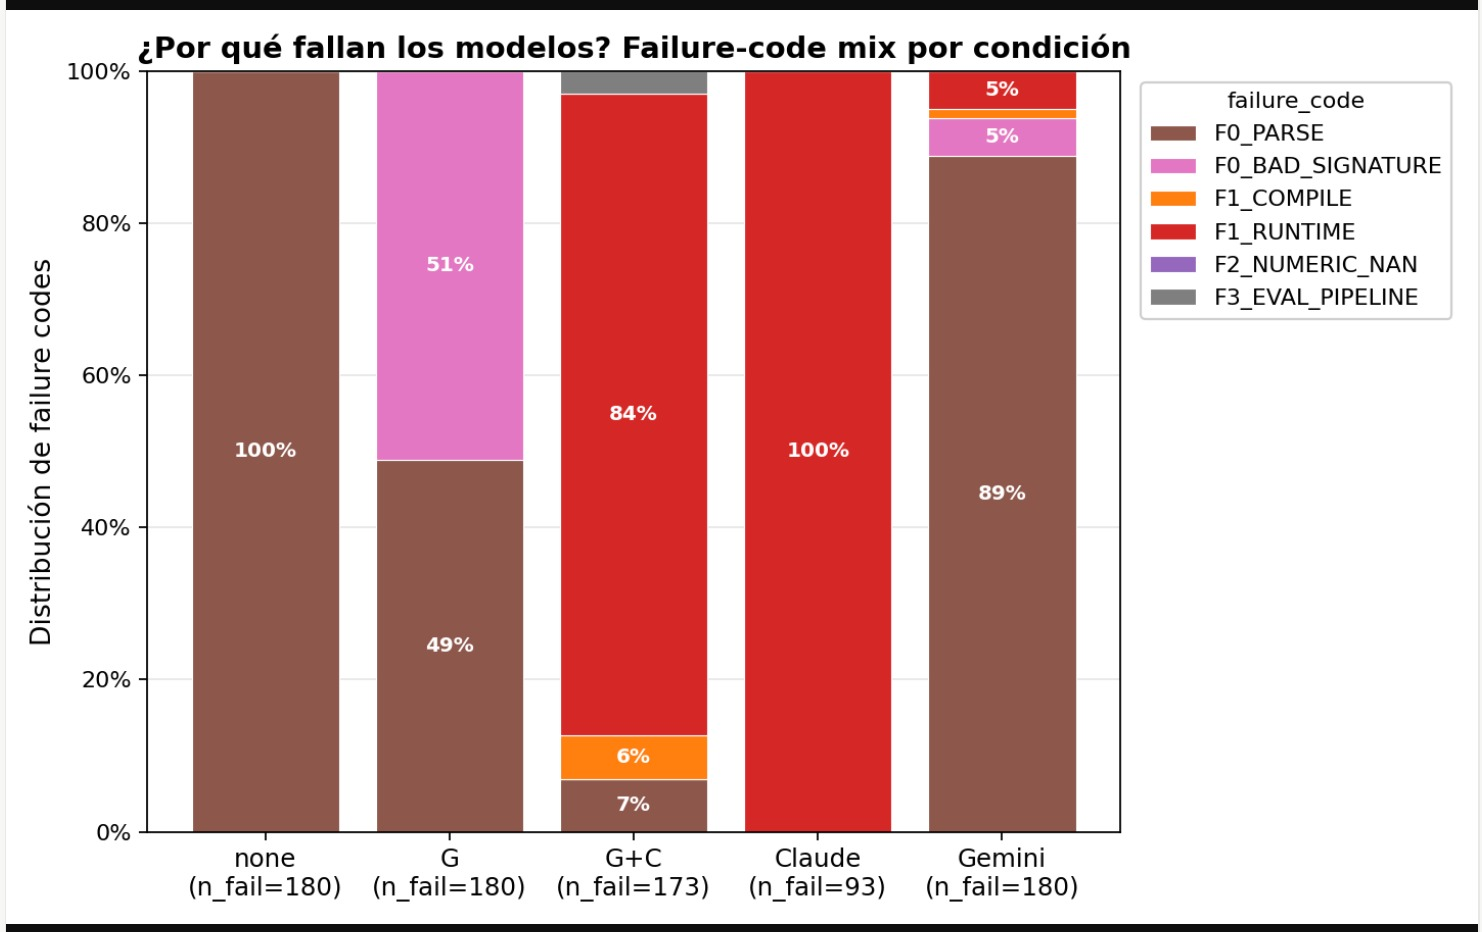 ¿Por qué fallan los modelos? Failure-code mix por condición
Distribución de failure codes
100%
80%
60%
40%
20%
0%
100%
51%
49%
84%
6%
7%
100%
5%
5%
89%
none
(n_fail=180)
G
(n_fail=180)
G+C
(n_fail=173)
Claude
(n_fail=93)
Gemini
(n_fail=180)
failure_code
F0_PARSE
F0_BAD_SIGNATURE
F1_COMPILE
F1_RUNTIME
F2_NUMERIC_NAN
F3_EVAL_PIPELINE